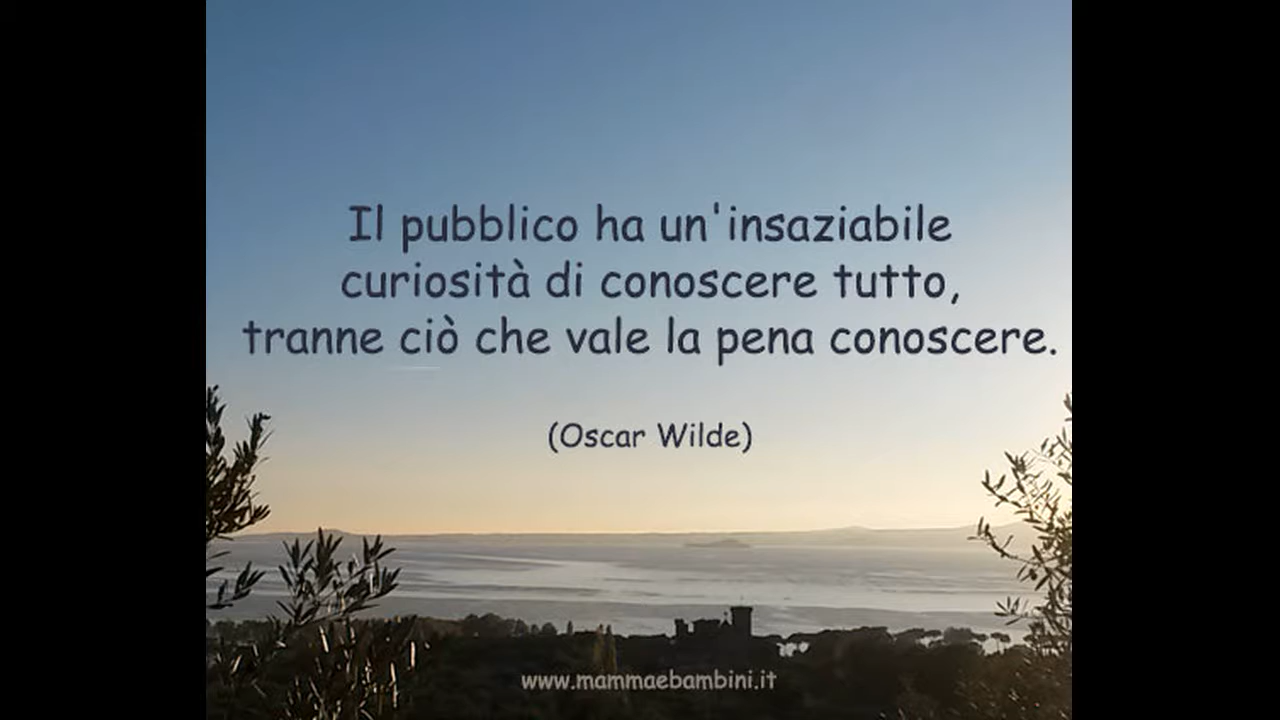 Il pubblico ha un'insaziabile
curiosità di conoscere tutto,
tranne ciò che vale la pena conoscere.
(Oscar Wilde)
www.mammaebambini.it